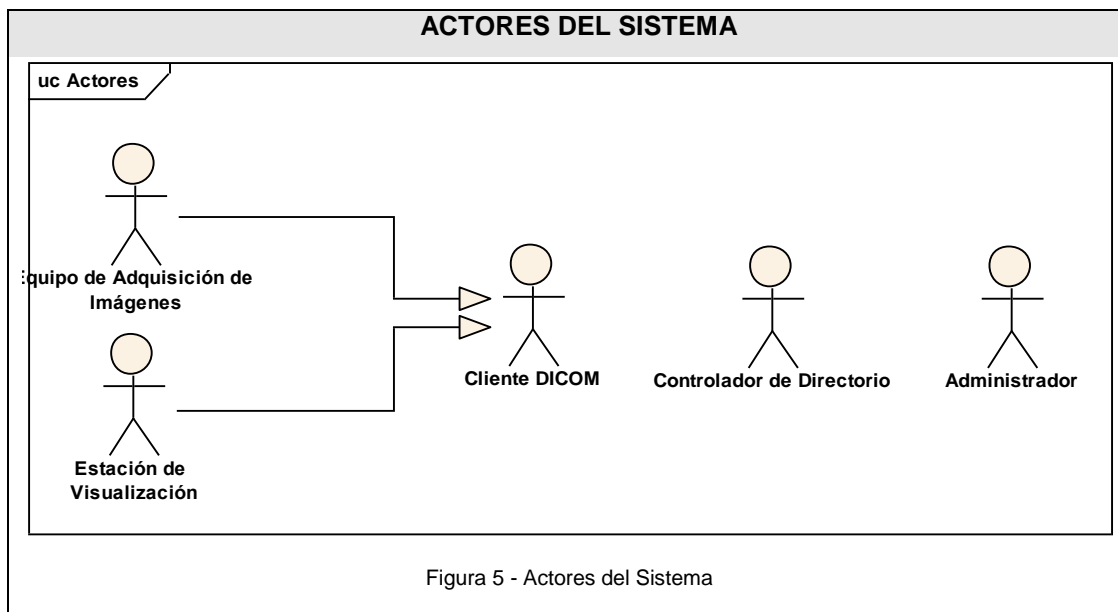 ACTORES DEL SISTEMA
uc Actores
Equipo de Adquisición de
Imágenes
Estación de
Visualización
Cliente DICOM
Controlador de Directorio
Administrador
Figura 5 - Actores del Sistema